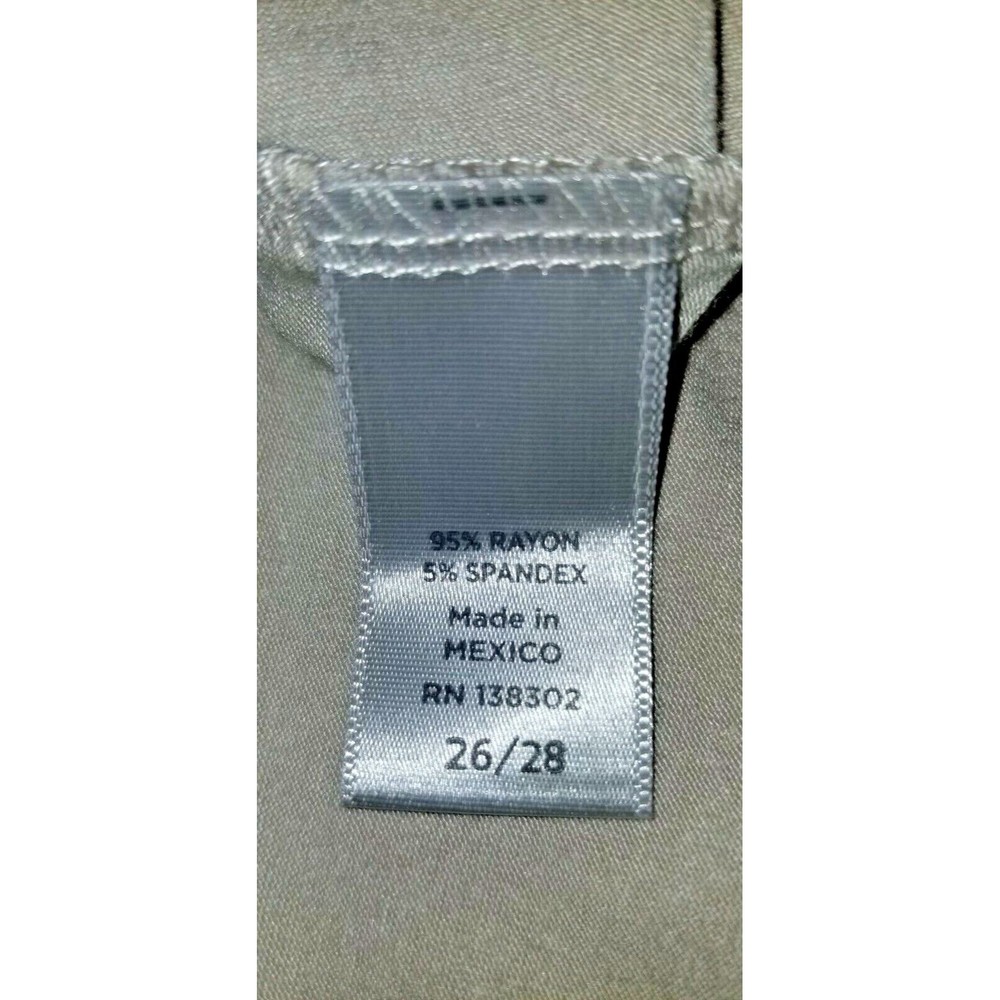 95% RAYON
5% SPANDEX
Made in
MEXICO
RN 138302
26/28